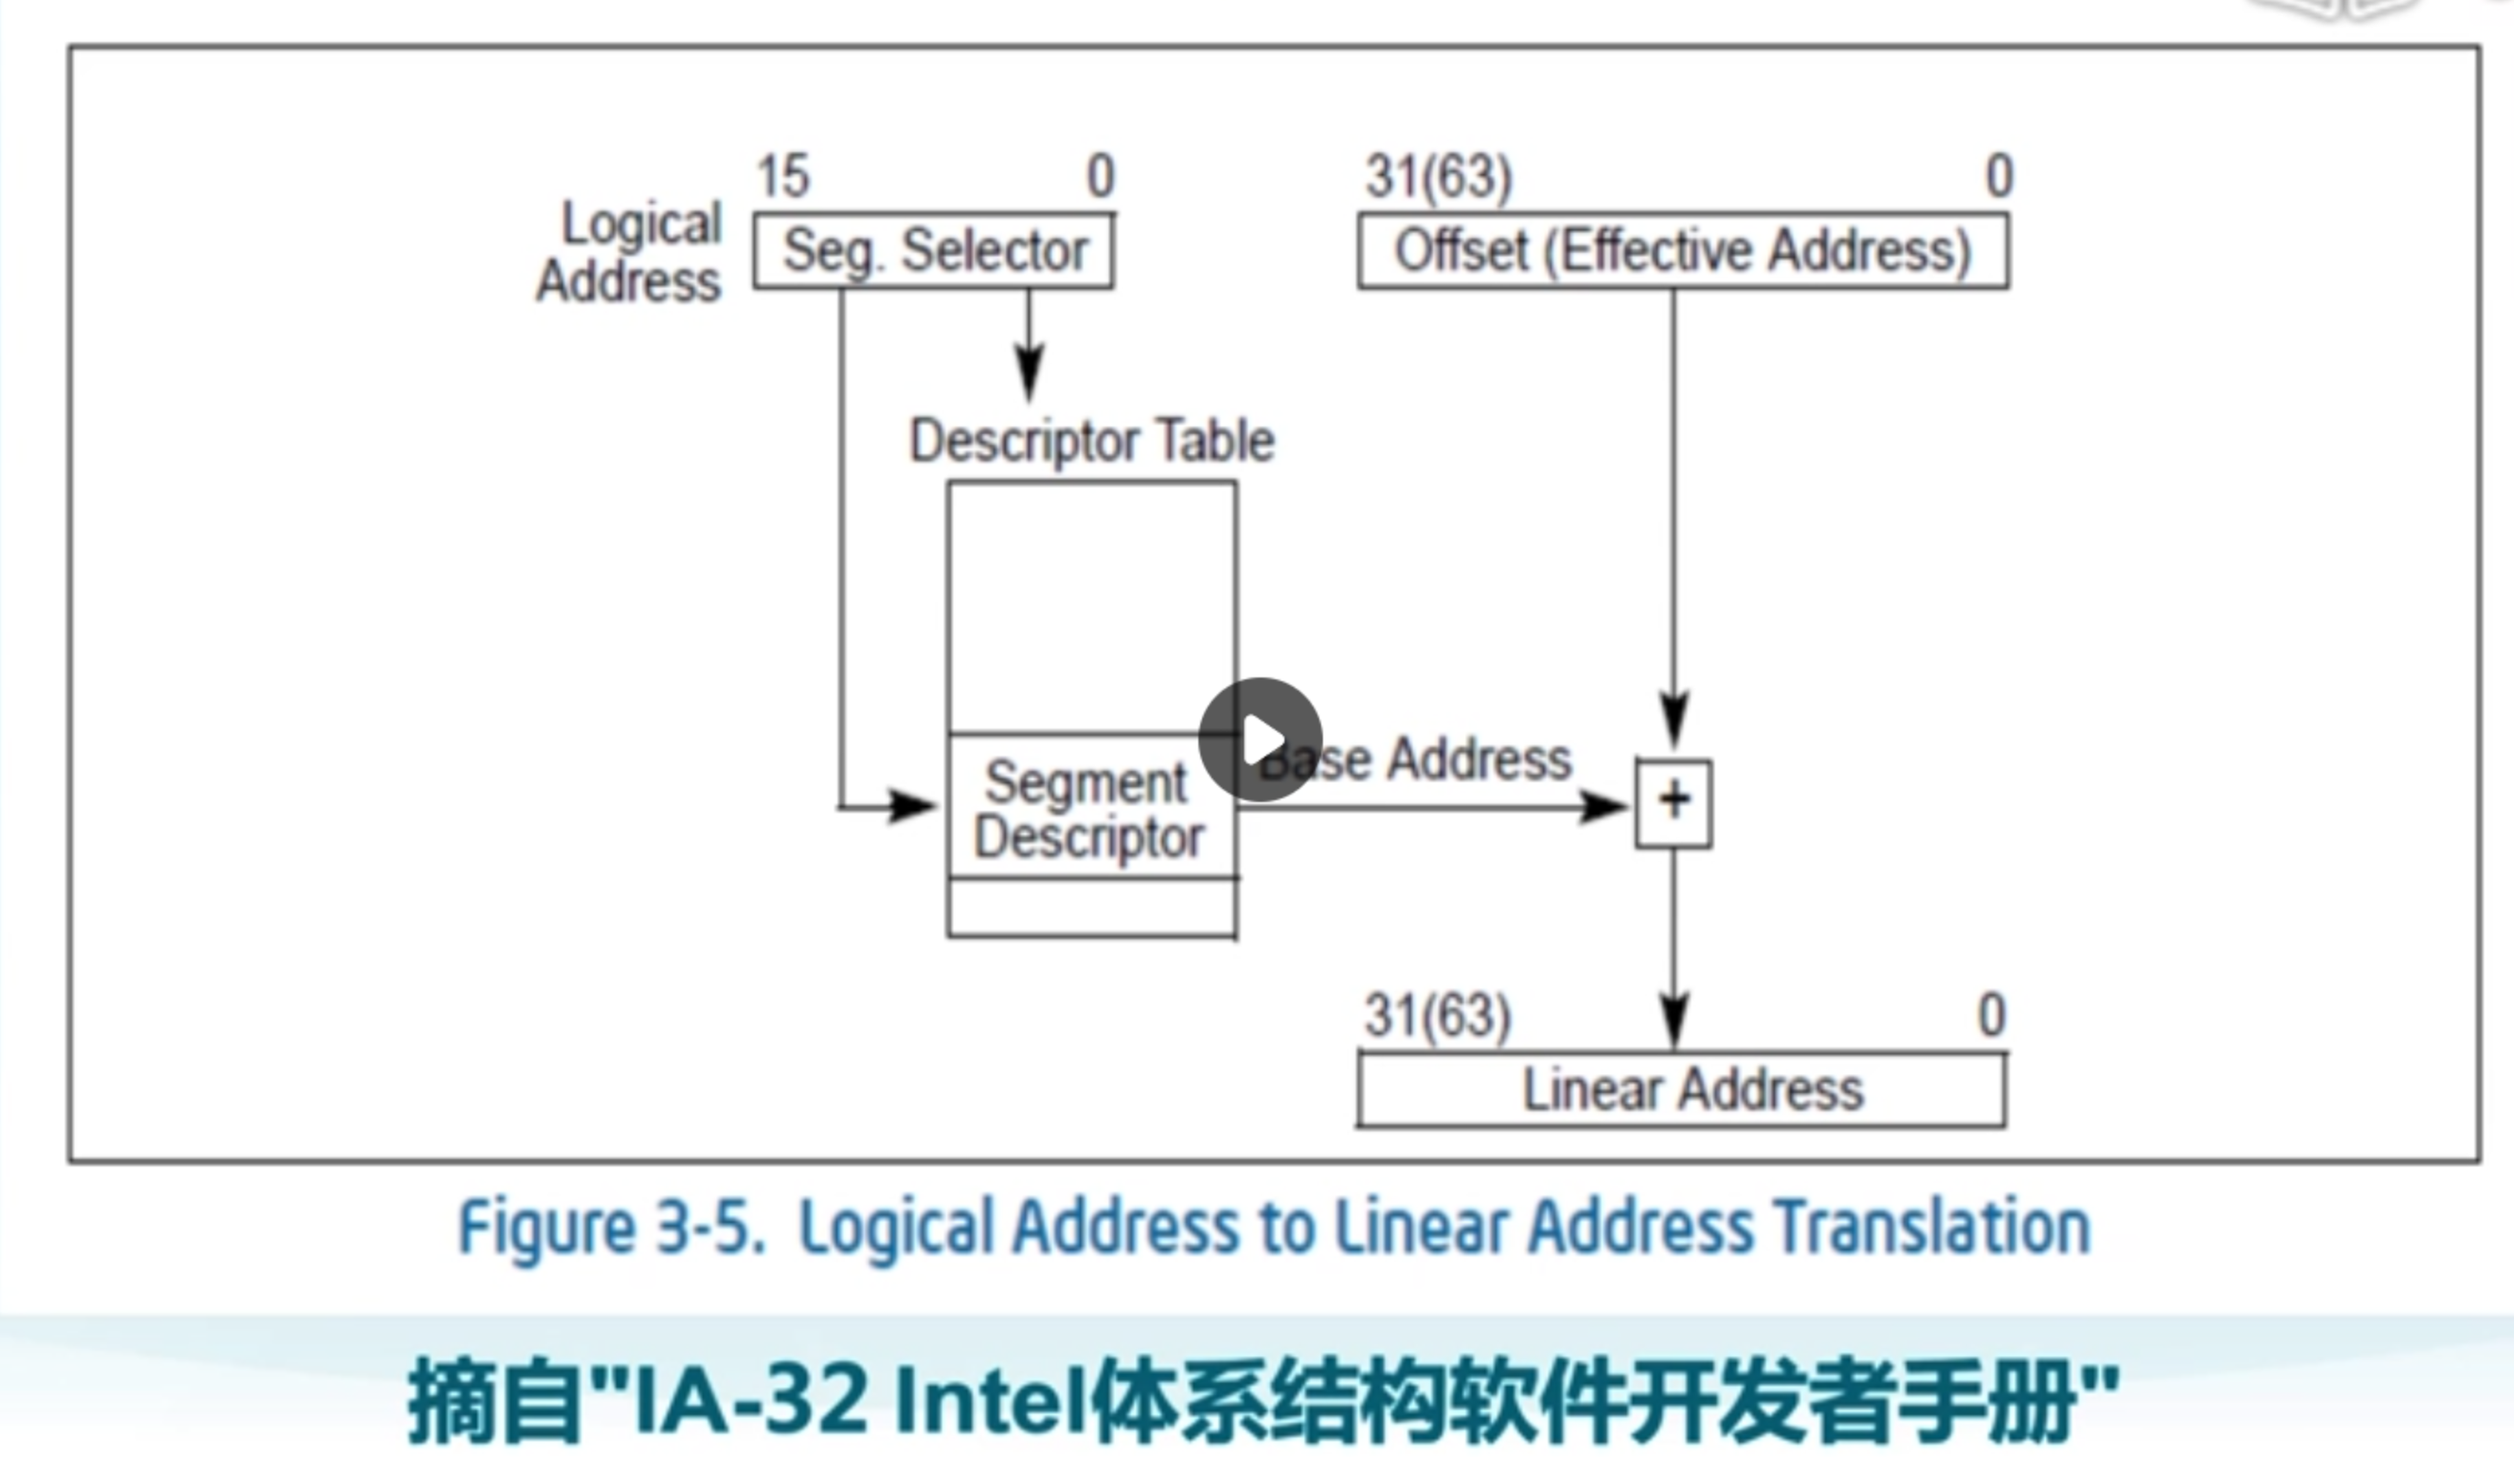 15 0
31(63) 0
Logical
Address
Seg. Selector
Offset (Effective Address)
Descriptor Table
Base Address
Segment
Descriptor
+
31(63) 0
Linear Address
Figure 3-5. Logical Address to Linear Address Translation
摘自"IA-32 Intel体系结构软件开发者手册"